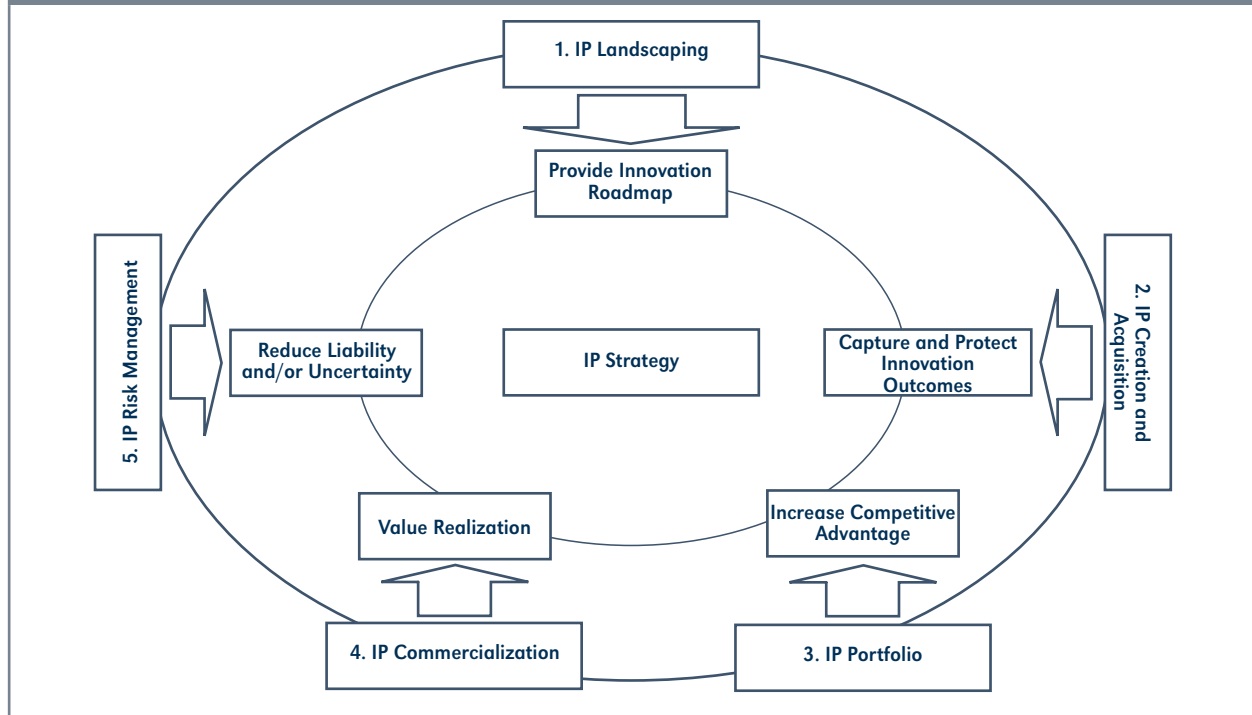 1. IP Landscaping
Provide Innovation
Roadmap
5. IP Risk Management
Reduce Liability
and/or Uncertainty
IP Strategy
Capture and Protect
Innovation
Outcomes
2. IP Creation and
Acquisition
Value Realization
Increase Competitive
Advantage
4. IP Commercialization
3. IP Portfolio